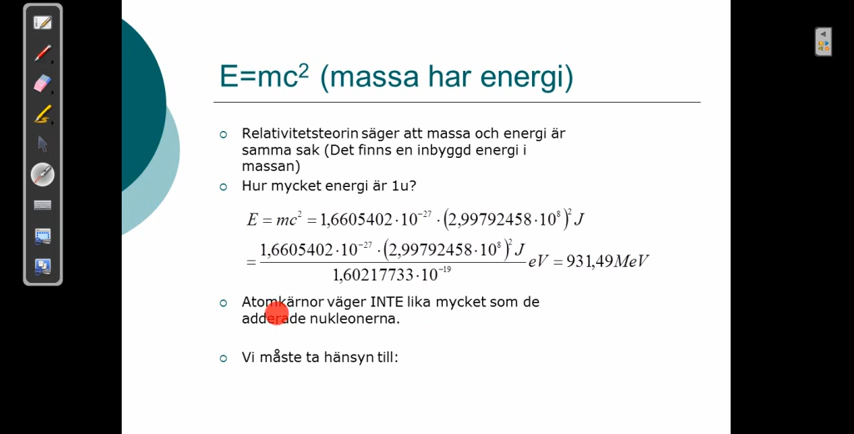 E=mc² (massa har energi)
Relativitetsteorin säger att massa och energi är
samma sak (Det finns en inbyggd energi i
massan)
Hur mycket energi är 1u?
E = mc² = 1,6605402·10⁻²⁷·(2,99792458·10⁸)² J
= 1,6605402·10⁻²⁷·(2,99792458·10⁸)² J / 1,60217733·10⁻¹⁹ eV = 931,49MeV
Atomkärnor väger INTE lika mycket som de
adderade nukleonerna.
Vi måste ta hänsyn till: